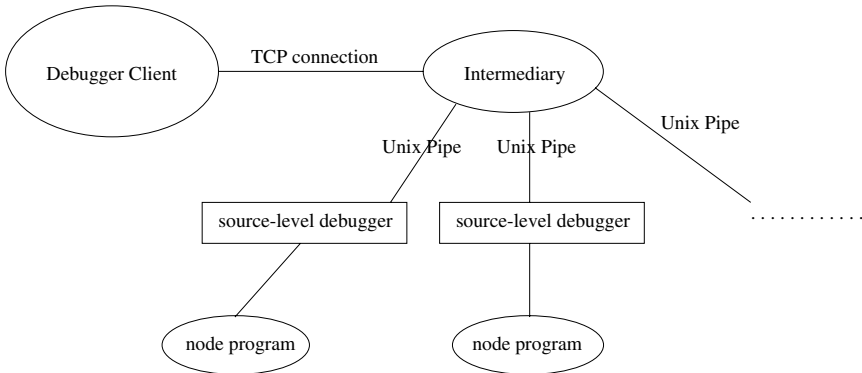 TCP connection
Debugger Client
Intermediary
Unix Pipe
Unix Pipe
Unix Pipe
source-level debugger
source-level debugger
............
node program
node program